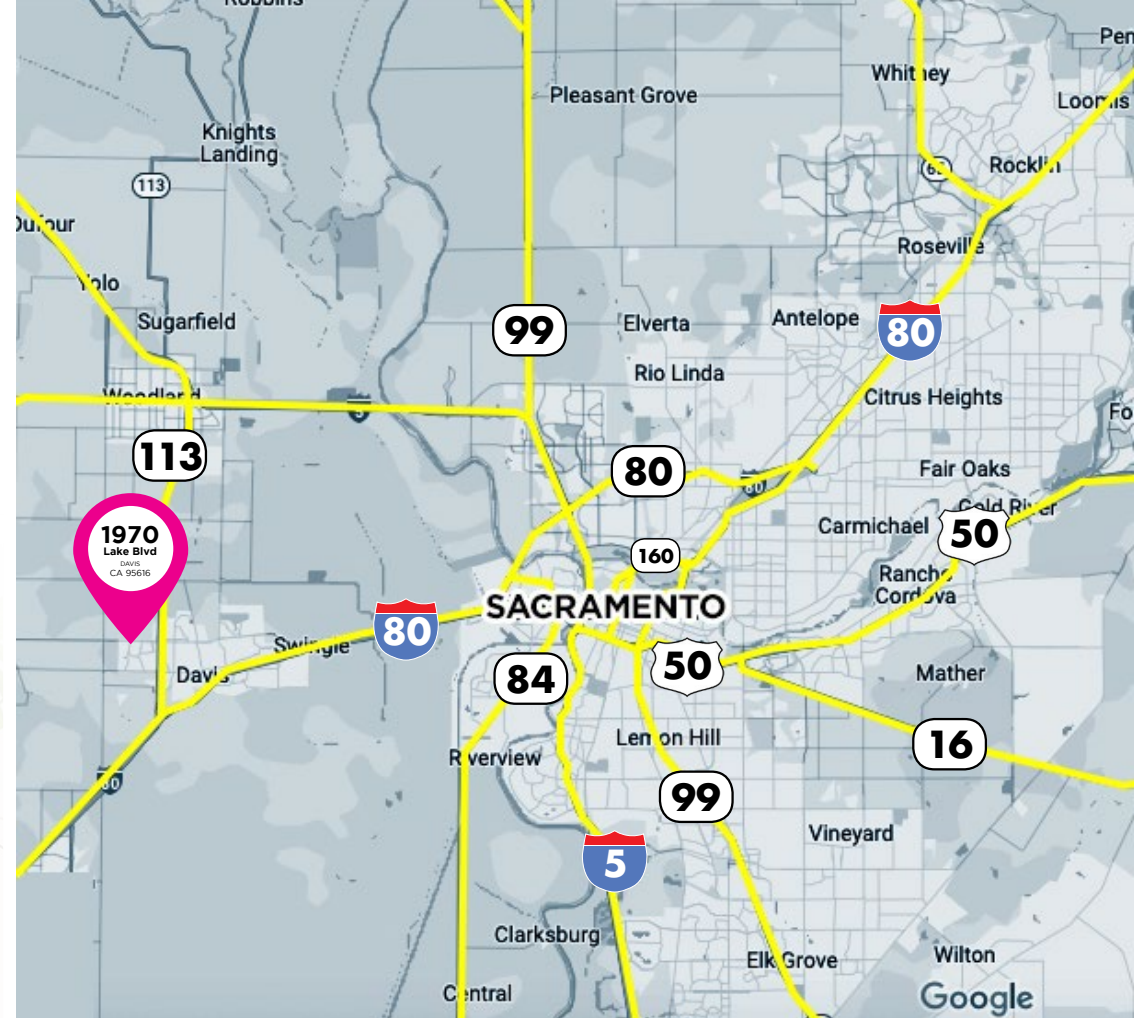 Robbins
Pen
Whitney
Pleasant Grove
Loomis
Knights
Landing
Rocklin
113
65
Dufour
Roseville
Yolo
Sugarfield
99
Elverta
Antelope
80
Rio Linda
Woodland
5
Citrus Heights
Fo
113
80
80
Fair Oaks
Gold River
1970
Lake Blvd
DAVIS
CA 95616
Carmichael
50
160
Rancho
Cordova
SACRAMENTO
80
Swingle
50
Davis
84
Mather
Lemon Hill
16
Riverview
80
99
Vineyard
5
Clarksburg
Elk Grove
Wilton
Central
Google